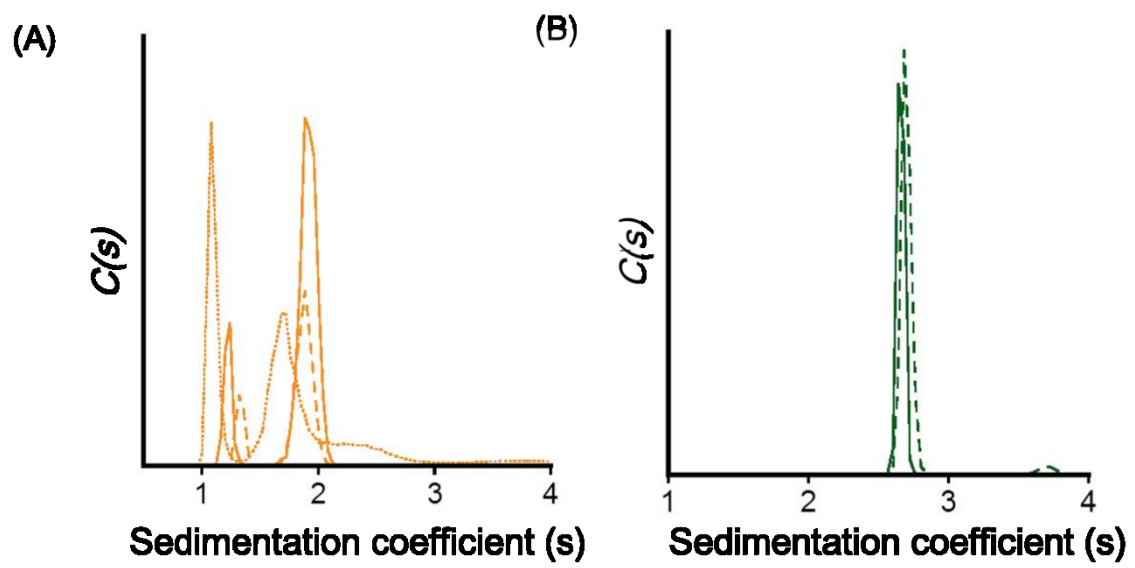 (A)
C(s)
1 2 3 4
Sedimentation coefficient (s)
(B)
C(s)
1 2 3 4
Sedimentation coefficient (s)